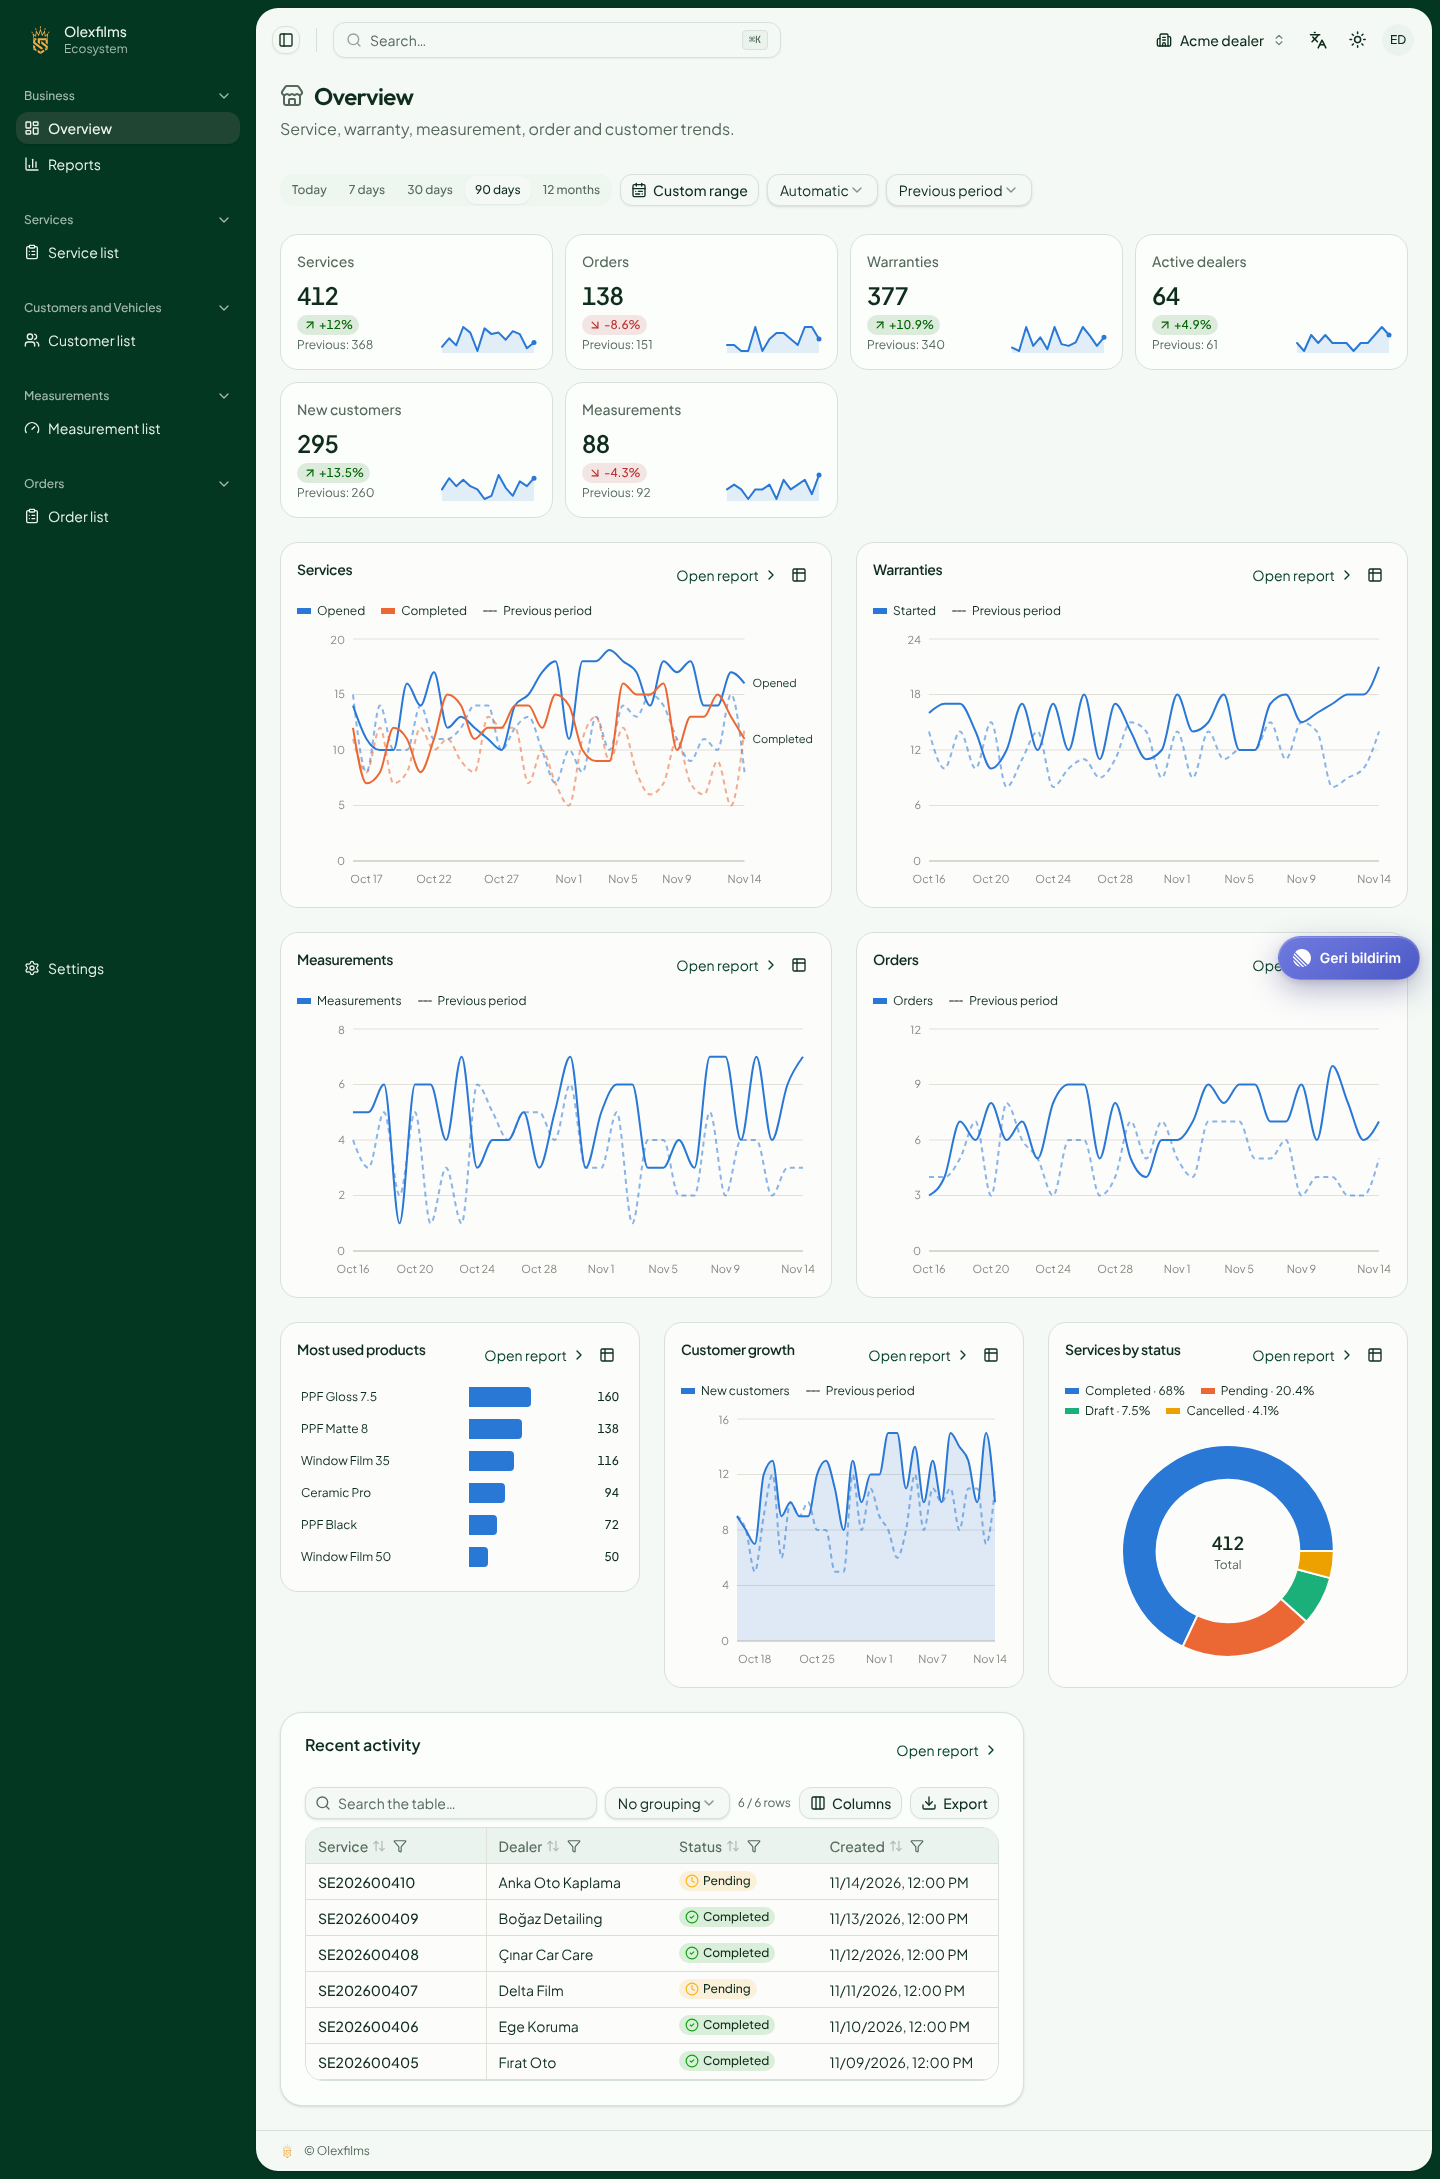 Olexfilms
Ecosystem
Business
Overview
Reports
Services
Service list
Customers and Vehicles
Customer list
Measurements
Measurement list
Orders
Order list
Settings
Search...
⌘K
Acme dealer
ED
Overview
Service, warranty, measurement, order and customer trends.
Today 7 days 30 days 90 days 12 months Custom range Automatic Previous period
Services
412
+12%
Previous: 368
Orders
138
-8.6%
Previous: 151
Warranties
377
+10.9%
Previous: 340
Active dealers
64
+4.9%
Previous: 61
New customers
295
+13.5%
Previous: 260
Measurements
88
-4.3%
Previous: 92
Services
Open report
Opened Completed Previous period
20
15
10
5
0
Opened
Completed
Oct 17 Oct 22 Oct 27 Nov 1 Nov 5 Nov 9 Nov 14
Warranties
Open report
Started Previous period
24
18
12
6
0
Oct 16 Oct 20 Oct 24 Oct 28 Nov 1 Nov 5 Nov 9 Nov 14
Measurements
Open report
Measurements Previous period
8
6
4
2
0
Oct 16 Oct 20 Oct 24 Oct 28 Nov 1 Nov 5 Nov 9 Nov 14
Orders
Geri bildirim
Orders Previous period
12
9
6
3
0
Oct 16 Oct 20 Oct 24 Oct 28 Nov 1 Nov 5 Nov 9 Nov 14
Most used products
Open report
PPF Gloss 7.5 160
PPF Matte 8 138
Window Film 35 116
Ceramic Pro 94
PPF Black 72
Window Film 50 50
Customer growth
Open report
New customers Previous period
16
12
8
4
0
Oct 18 Oct 25 Nov 1 Nov 7 Nov 14
Services by status
Open report
Completed · 68% Pending · 20.4%
Draft · 7.5% Cancelled · 4.1%
412
Total
Recent activity
Open report
Search the table...
No grouping
6 / 6 rows
Columns
Export
Service Dealer Status Created
SE202600410 Anka Oto Kaplama Pending 11/14/2026, 12:00 PM
SE202600409 Boğaz Detailing Completed 11/13/2026, 12:00 PM
SE202600408 Çınar Car Care Completed 11/12/2026, 12:00 PM
SE202600407 Delta Film Pending 11/11/2026, 12:00 PM
SE202600406 Ege Koruma Completed 11/10/2026, 12:00 PM
SE202600405 Fırat Oto Completed 11/09/2026, 12:00 PM
© Olexfilms